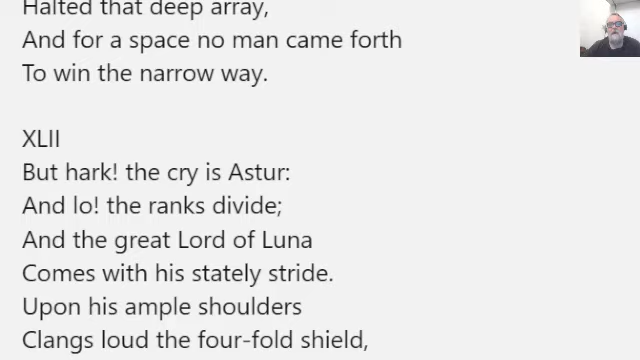 Halted that deep array,
And for a space no man came forth
To win the narrow way.
XLII
But hark! the cry is Astur:
And lo! the ranks divide;
And the great Lord of Luna
Comes with his stately stride.
Upon his ample shoulders
Clangs loud the four-fold shield,